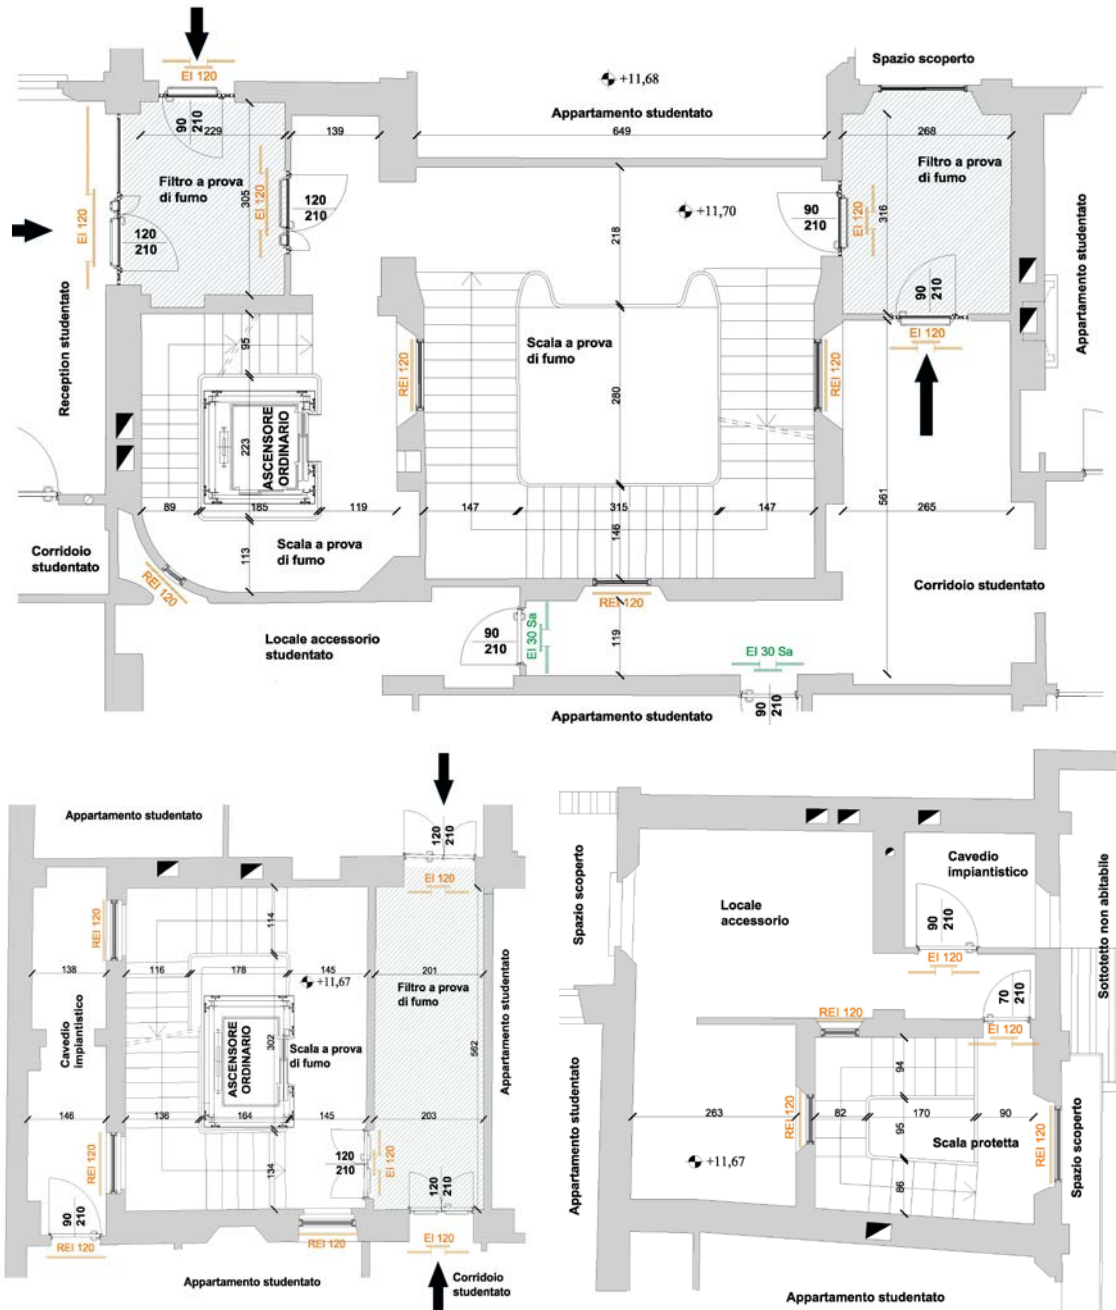 EI 120
Spazio scoperto
+11,68
Appartamento studentato
90
210
229
139
649
268
Filtro a prova
di fumo
305
EI 120
120
210
EI 120
120
210
Reception studentato
218
+11,70
90
210
EI 120
316
Filtro a prova
di fumo
90
210
EI 120
Appartamento studentato
95
REI 120
Scala a prova
di fumo
280
REI 120
223
ASCENSORE
ORDINARIO
89
185
119
147
315
147
146
561
265
113
Scala a prova
di fumo
Corridoio
studentato
REI 120
REI 120
Corridoio studentato
Locale accessorio
studentato
90
210
EI 30 Sa
119
EI 30 Sa
90
210
Appartamento studentato
Appartamento studentato
120
210
EI 120
REI 120
114
138
116
178
145
201
+11,67
Filtro a prova
di fumo
Cavedio
impiantistico
302
ASCENSORE
ORDINARIO
Scala a prova
di fumo
562
Appartamento studentato
146
136
164
145
203
REI 120
134
120
210
EI 120
120
210
90
210
REI 120
REI 120
EI 120
Appartamento studentato
Corridoio
studentato
Spazio scoperto
Locale
accessorio
Cavedio
impiantistico
90
210
EI 120
Sottotetto non abitabile
70
210
EI 120
REI 120
94
Appartamento studentato
263
REI 120
82
170
90
95
Scala protetta
REI 120
+11,67
86
Spazio scoperto
Appartamento studentato